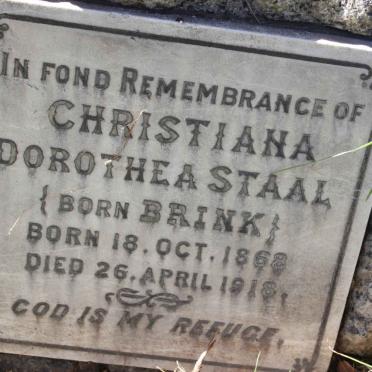 IN FOND REMEMBRANCE OF
CHRISTIANA
DOROTHEA STAAL
{ BORN BRINK }
BORN 18. OCT. 1868
DIED 26. APRIL 1918.
GOD IS MY REFUGE.